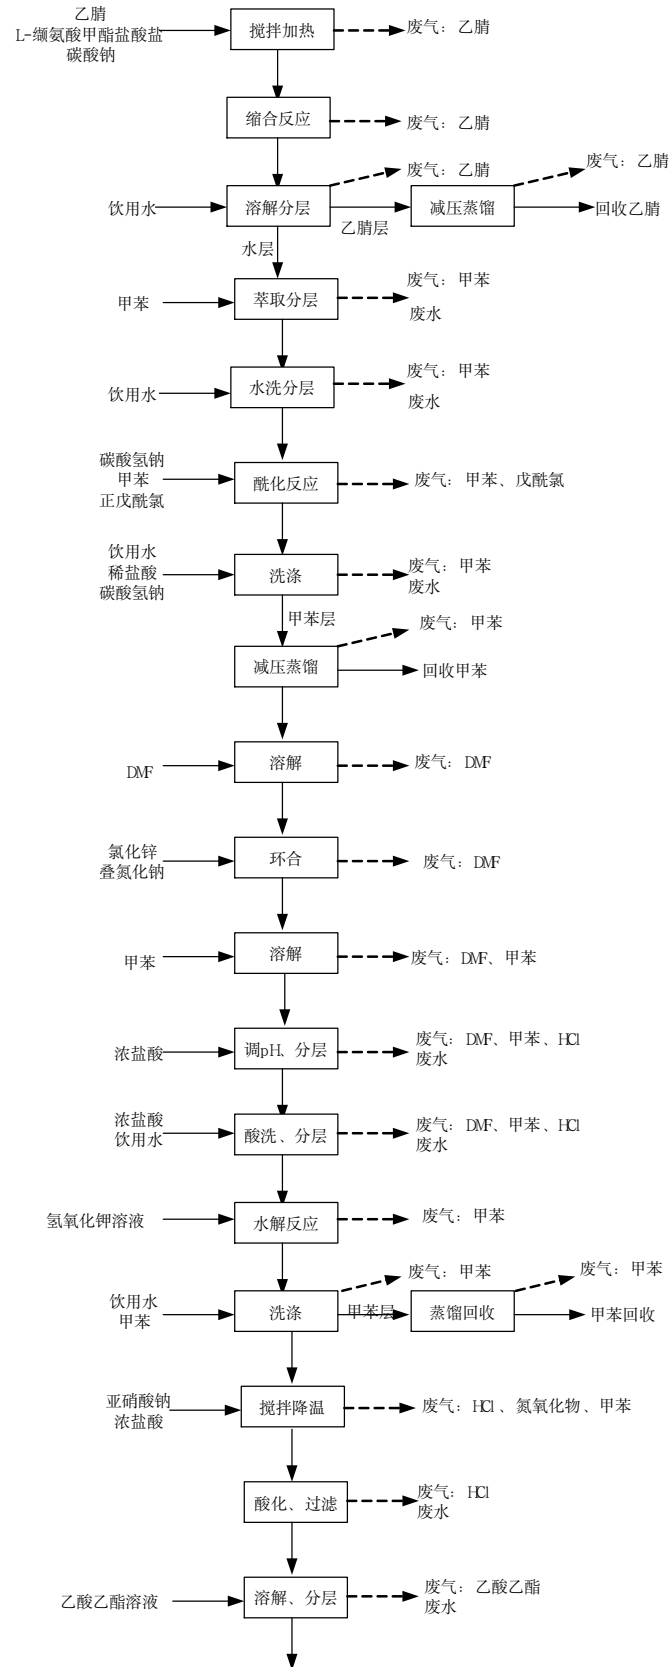 乙腈
L-缬氨酸甲酯盐酸盐
碳酸钠
搅拌加热
废气：乙腈
缩合反应
废气：乙腈
饮用水
溶解分层
废气：乙腈
乙腈层
减压蒸馏
废气：乙腈
回收乙腈
水层
甲苯
萃取分层
废气：甲苯
废水
饮用水
水洗分层
废气：甲苯
废水
碳酸氢钠
甲苯
正戊酰氯
酰化反应
废气：甲苯、戊酰氯
饮用水
稀盐酸
碳酸氢钠
洗涤
废气：甲苯
废水
甲苯层
减压蒸馏
废气：甲苯
回收甲苯
DMF
溶解
废气：DMF
氯化锌
叠氮化钠
环合
废气：DMF
甲苯
溶解
废气：DMF、甲苯
浓盐酸
调pH、分层
废气：DMF、甲苯、HCl
废水
浓盐酸
饮用水
酸洗、分层
废气：DMF、甲苯、HCl
废水
氢氧化钾溶液
水解反应
废气：甲苯
饮用水
甲苯
洗涤
废气：甲苯
甲苯层
蒸馏回收
废气：甲苯
甲苯回收
亚硝酸钠
浓盐酸
搅拌降温
废气：HCl、氮氧化物、甲苯
酸化、过滤
废气：HCl
废水
乙酸乙酯溶液
溶解、分层
废气：乙酸乙酯
废水